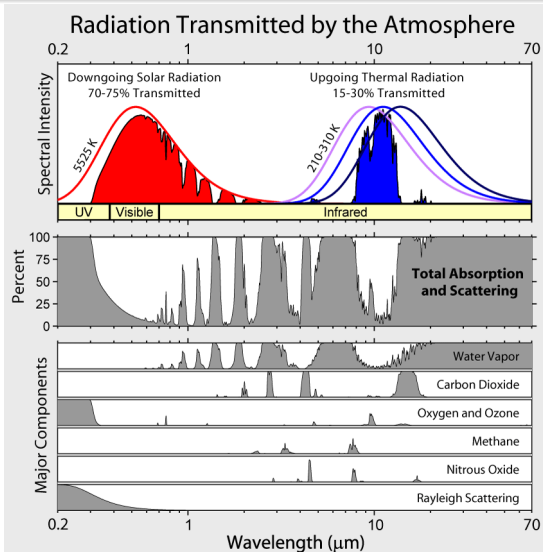 Radiation Transmitted by the Atmosphere
0.2 1 10 70
Downgoing Solar Radiation
70-75% Transmitted
Upgoing Thermal Radiation
15-30% Transmitted
Spectral Intensity
5525 K
210-310 K
UV Visible Infrared
Percent
100
75
50
25
0
Total Absorption
and Scattering
Major Components
Water Vapor
Carbon Dioxide
Oxygen and Ozone
Methane
Nitrous Oxide
Rayleigh Scattering
0.2 1 10 70
Wavelength (μm)